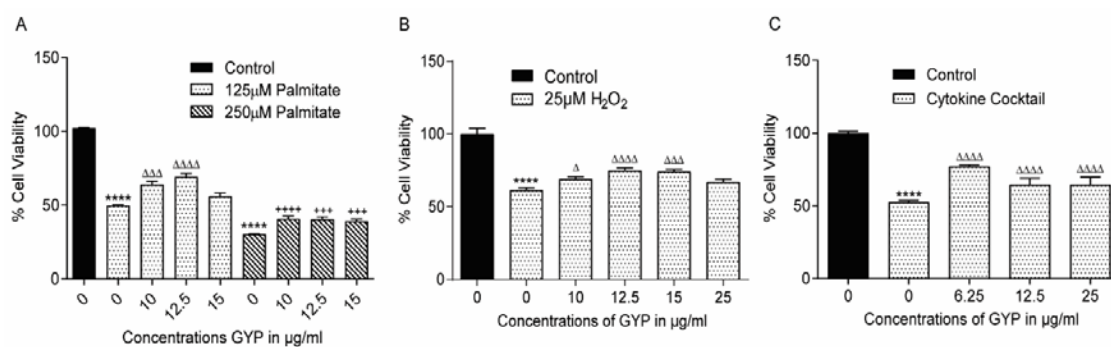 A
150
100
50
0
% Cell Viability
Control
125µM Palmitate
250µM Palmitate
**** ΔΔΔ ΔΔΔΔ **** ++++ +++ +++
0 0 10 12.5 15 0 10 12.5 15
Concentrations GYP in µg/ml
B
150
100
50
0
% Cell Viability
Control
25µM H₂O₂
**** Δ ΔΔΔΔ ΔΔΔ
0 0 10 12.5 15 25
Concentrations of GYP in µg/ml
C
150
100
50
0
% Cell Viability
Control
Cytokine Cocktail
**** ΔΔΔΔ ΔΔΔΔ ΔΔΔΔ
0 0 6.25 12.5 25
Concentrations of GYP in µg/ml